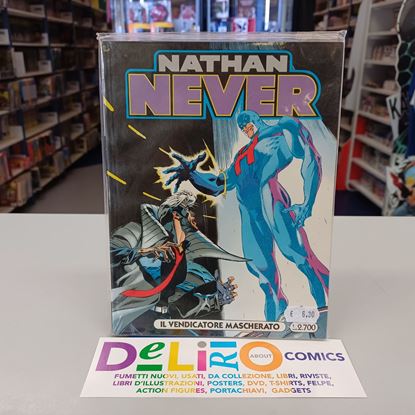 NATHAN
NEVER
IL VENDICATORE MASCHERATO
€ 6,00
L.2.700
DeLiRiO ABOUT COMICS
FUMETTI NUOVI, USATI, DA COLLEZIONE, LIBRI, RIVISTE,
LIBRI D'ILLUSTRAZIONI, POSTERS, DVD, T-SHIRTS, FELPE,
ACTION FIGURES, PORTACHIAVI, GADGETS